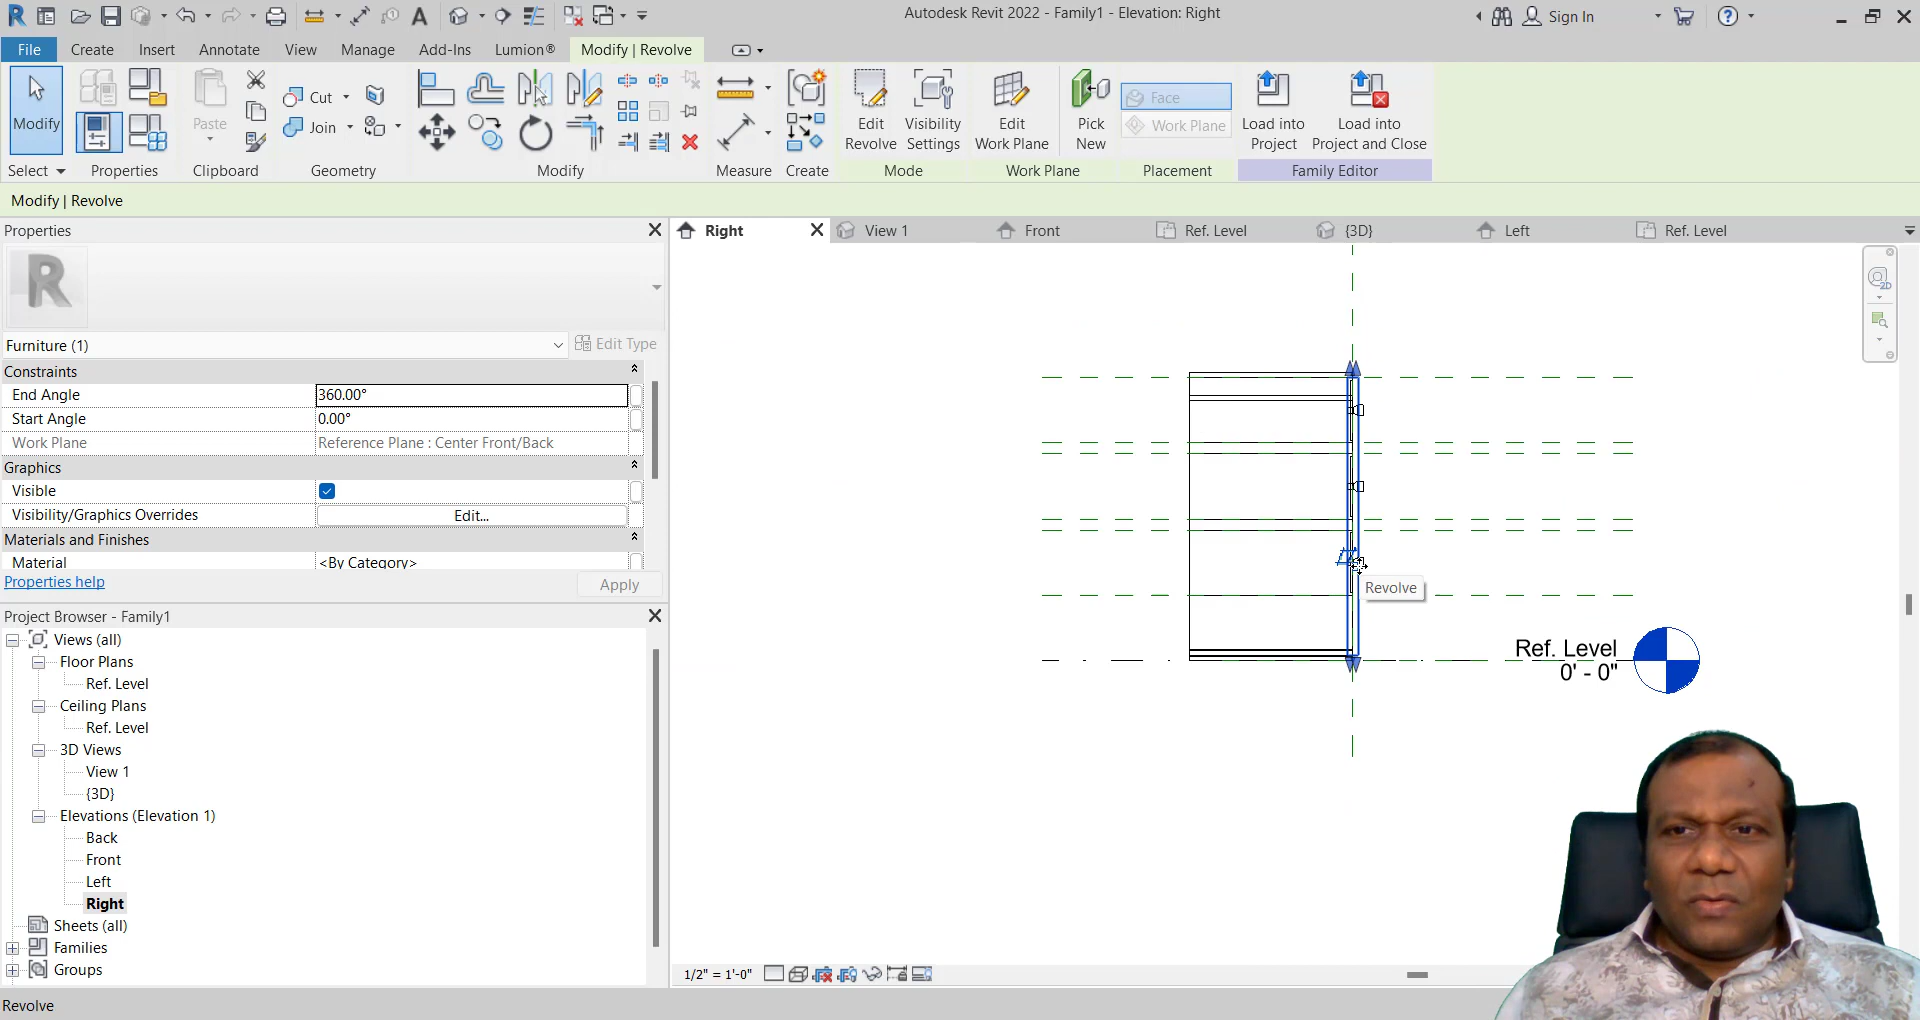 Autodesk Revit 2022 - Family1 - Elevation: Right
Sign In
File
Create
Insert
Annotate
View
Manage
Add-Ins
Lumion®
Modify | Revolve
Modify
Paste
Cut
Join
Edit
Revolve
Visibility
Settings
Edit
Work Plane
Pick
New
Face
Work Plane
Load into
Project
Load into
Project and Close
Select
Properties
Clipboard
Geometry
Modify
Measure
Create
Mode
Work Plane
Placement
Family Editor
Modify | Revolve
Properties
Right
View 1
Front
Ref. Level
{3D}
Left
Ref. Level
R
2D
Furniture (1)
Edit Type
Constraints
End Angle
360.00°
Start Angle
0.00°
Work Plane
Reference Plane : Center Front/Back
Graphics
Visible
Visibility/Graphics Overrides
Edit...
Materials and Finishes
Material
<By Category>
Properties help
Apply
Revolve
Ref. Level
0' - 0"
Project Browser - Family1
Views (all)
Floor Plans
Ref. Level
Ceiling Plans
Ref. Level
3D Views
View 1
{3D}
Elevations (Elevation 1)
Back
Front
Left
Right
Sheets (all)
Families
Groups
1/2" = 1'-0"
Revolve